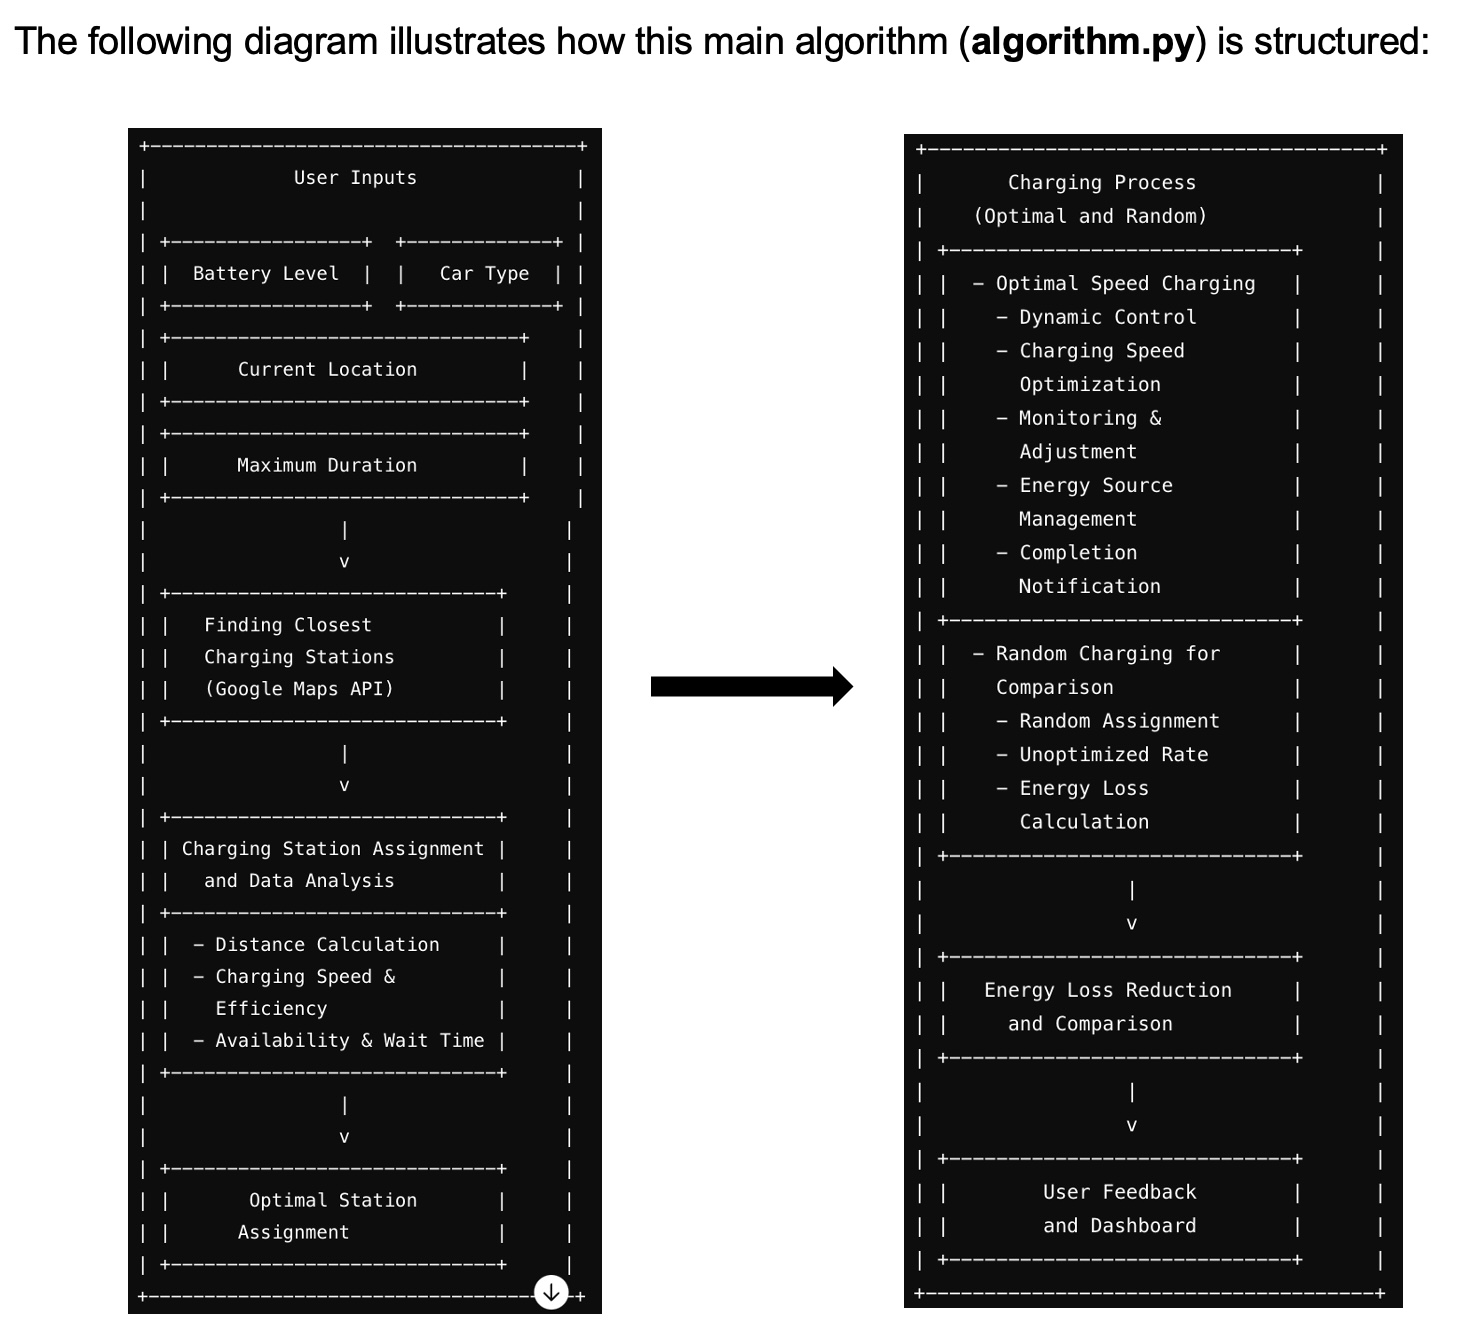 The following diagram illustrates how this main algorithm (algorithm.py) is structured:
User Inputs
Battery Level | | Car Type
Current Location
Maximum Duration
v
Finding Closest
Charging Stations
(Google Maps API)
v
Charging Station Assignment
and Data Analysis
– Distance Calculation
– Charging Speed &
Efficiency
– Availability & Wait Time
v
Optimal Station
Assignment
Charging Process
(Optimal and Random)
– Optimal Speed Charging
– Dynamic Control
– Charging Speed
Optimization
– Monitoring &
Adjustment
– Energy Source
Management
– Completion
Notification
– Random Charging for
Comparison
– Random Assignment
– Unoptimized Rate
– Energy Loss
Calculation
v
Energy Loss Reduction
and Comparison
v
User Feedback
and Dashboard